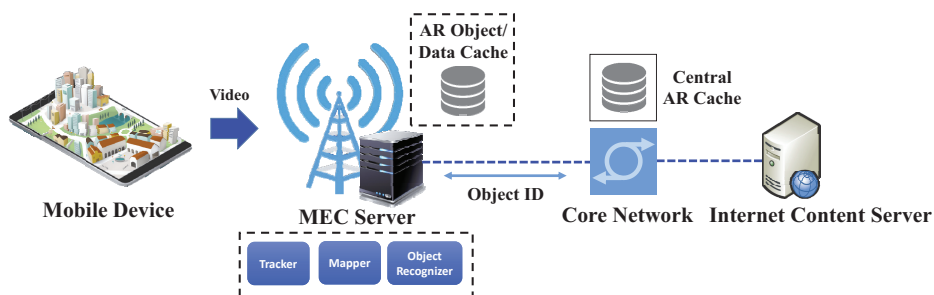 AR Object/
Data Cache
Central
AR Cache
Video
Object ID
Mobile Device
MEC Server
Core Network
Internet Content Server
Tracker
Mapper
Object
Recognizer